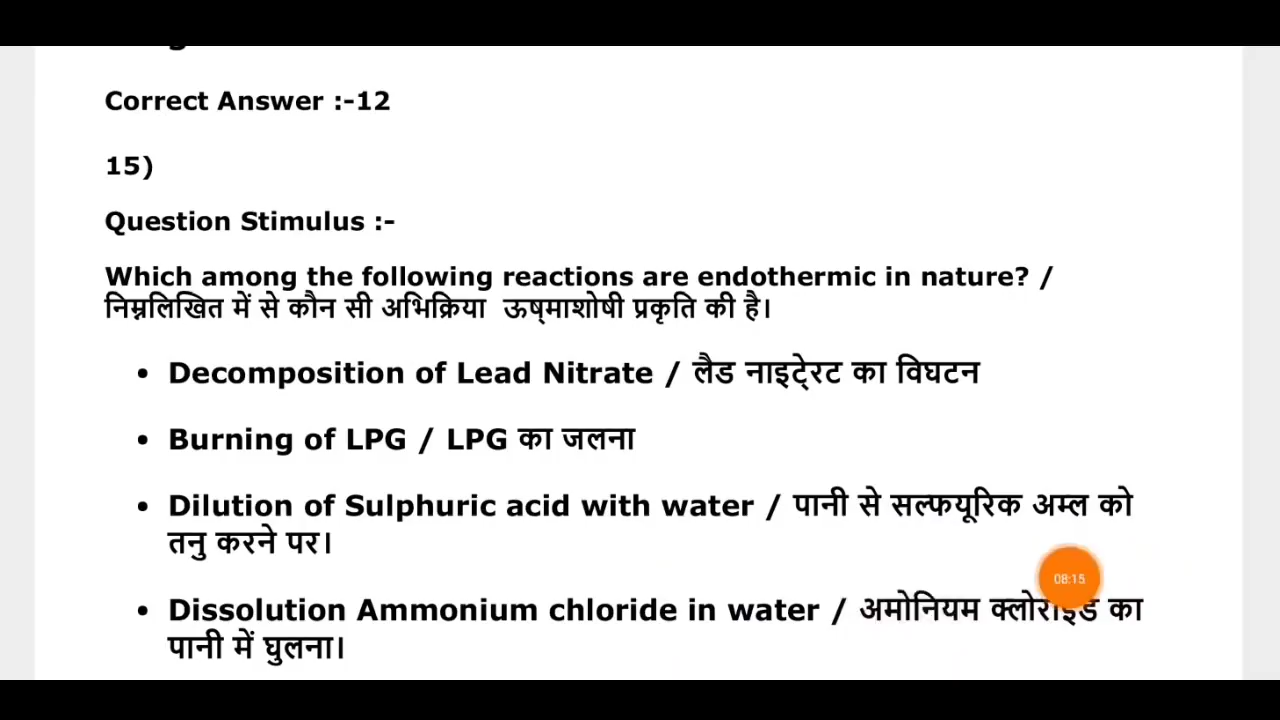 Correct Answer :-12
15)
Question Stimulus :-
Which among the following reactions are endothermic in nature? /
निम्नलिखित में से कौन सी अभिक्रिया ऊष्माशोषी प्रकृति की है।
• Decomposition of Lead Nitrate / लैड नाइट्रेट का विघटन
• Burning of LPG / LPG का जलना
• Dilution of Sulphuric acid with water / पानी से सल्फयूरिक अम्ल को
तनु करने पर।
08:15
• Dissolution Ammonium chloride in water / अमोनियम क्लोराइड का
पानी में घुलना।